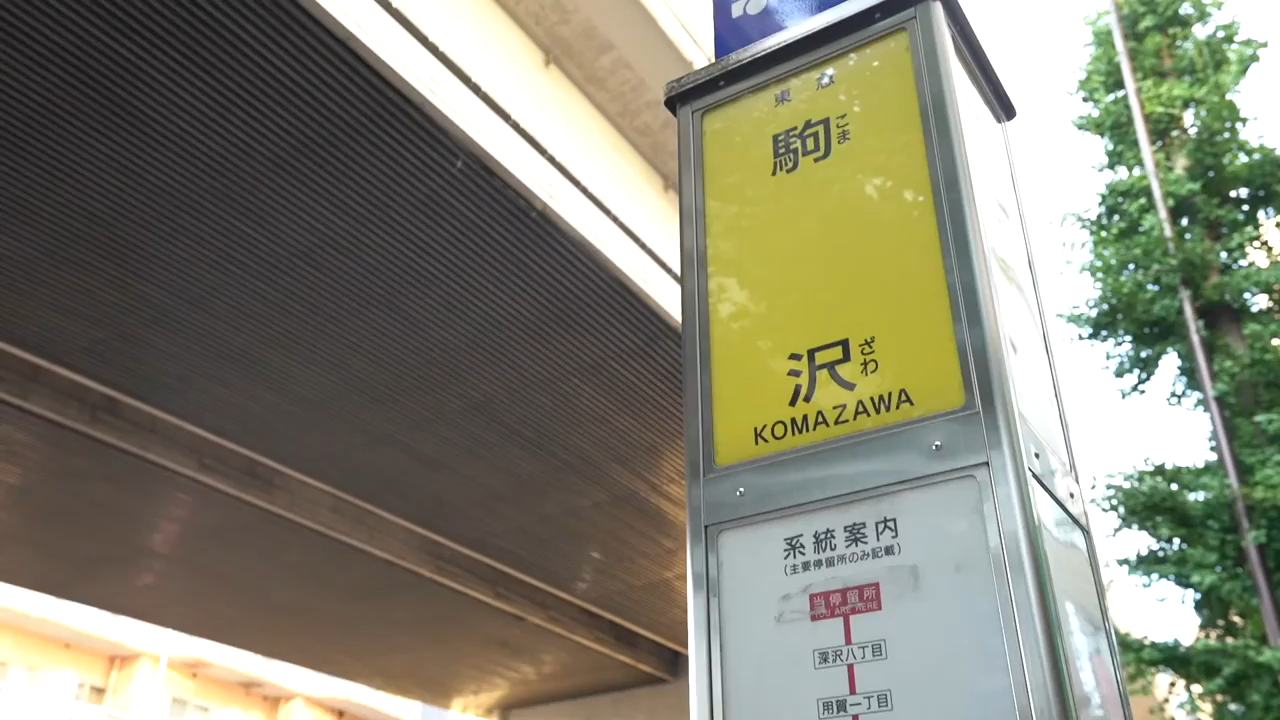 東急
駒
こま
沢
ざわ
KOMAZAWA
系統案内
(主要停留所のみ記載)
当停留所
YOU ARE HERE
深沢八丁目
用賀一丁目